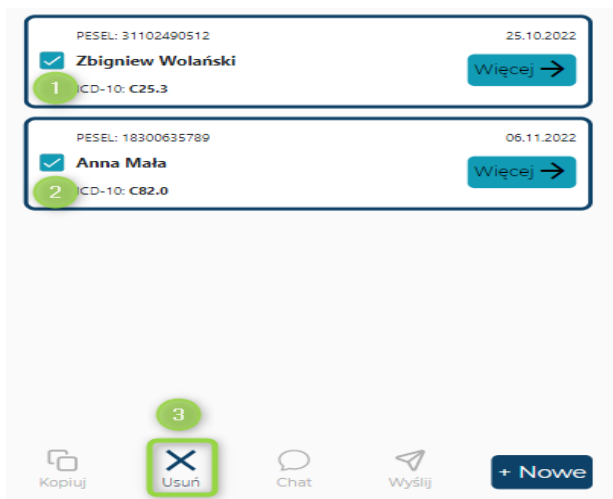 PESEL: 31102490512 25.10.2022
Zbigniew Wolański
Więcej
1 ICD-10: C25.3
PESEL: 18300635789 06.11.2022
Anna Mała
Więcej
2 ICD-10: C82.0
3
Kopiuj Usuń Chat Wyślij + Nowe